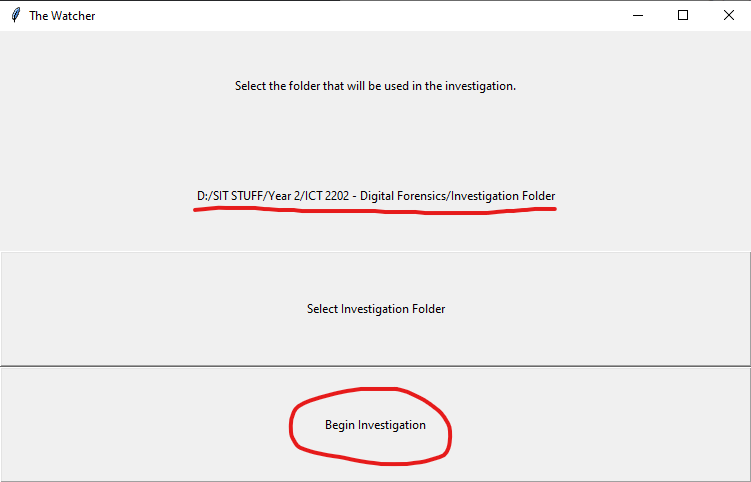 The Watcher
Select the folder that will be used in the investigation.
D:/SIT STUFF/Year 2/ICT 2202 - Digital Forensics/Investigation Folder
Select Investigation Folder
Begin Investigation